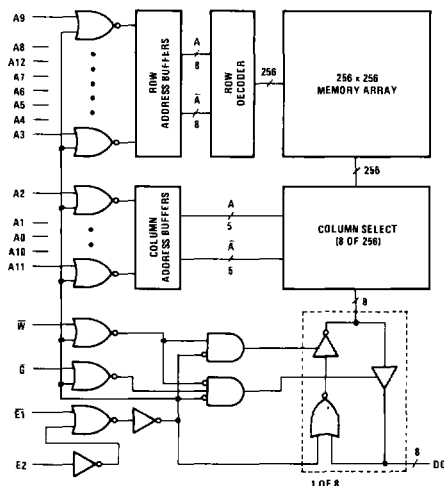 A9
A8
A12
A7
A6
A5
A4
A3
ROW
ADDRESS BUFFERS
A
8
A̅
8
ROW
DECODER
256
256 x 256
MEMORY ARRAY
256
A2
A1
A0
A10
A11
COLUMN
ADDRESS BUFFERS
A
5
A̅
5
COLUMN SELECT
(8 OF 256)
8
W̅
G̅
E̅1̅
E2
8
DQ
1 OF 8